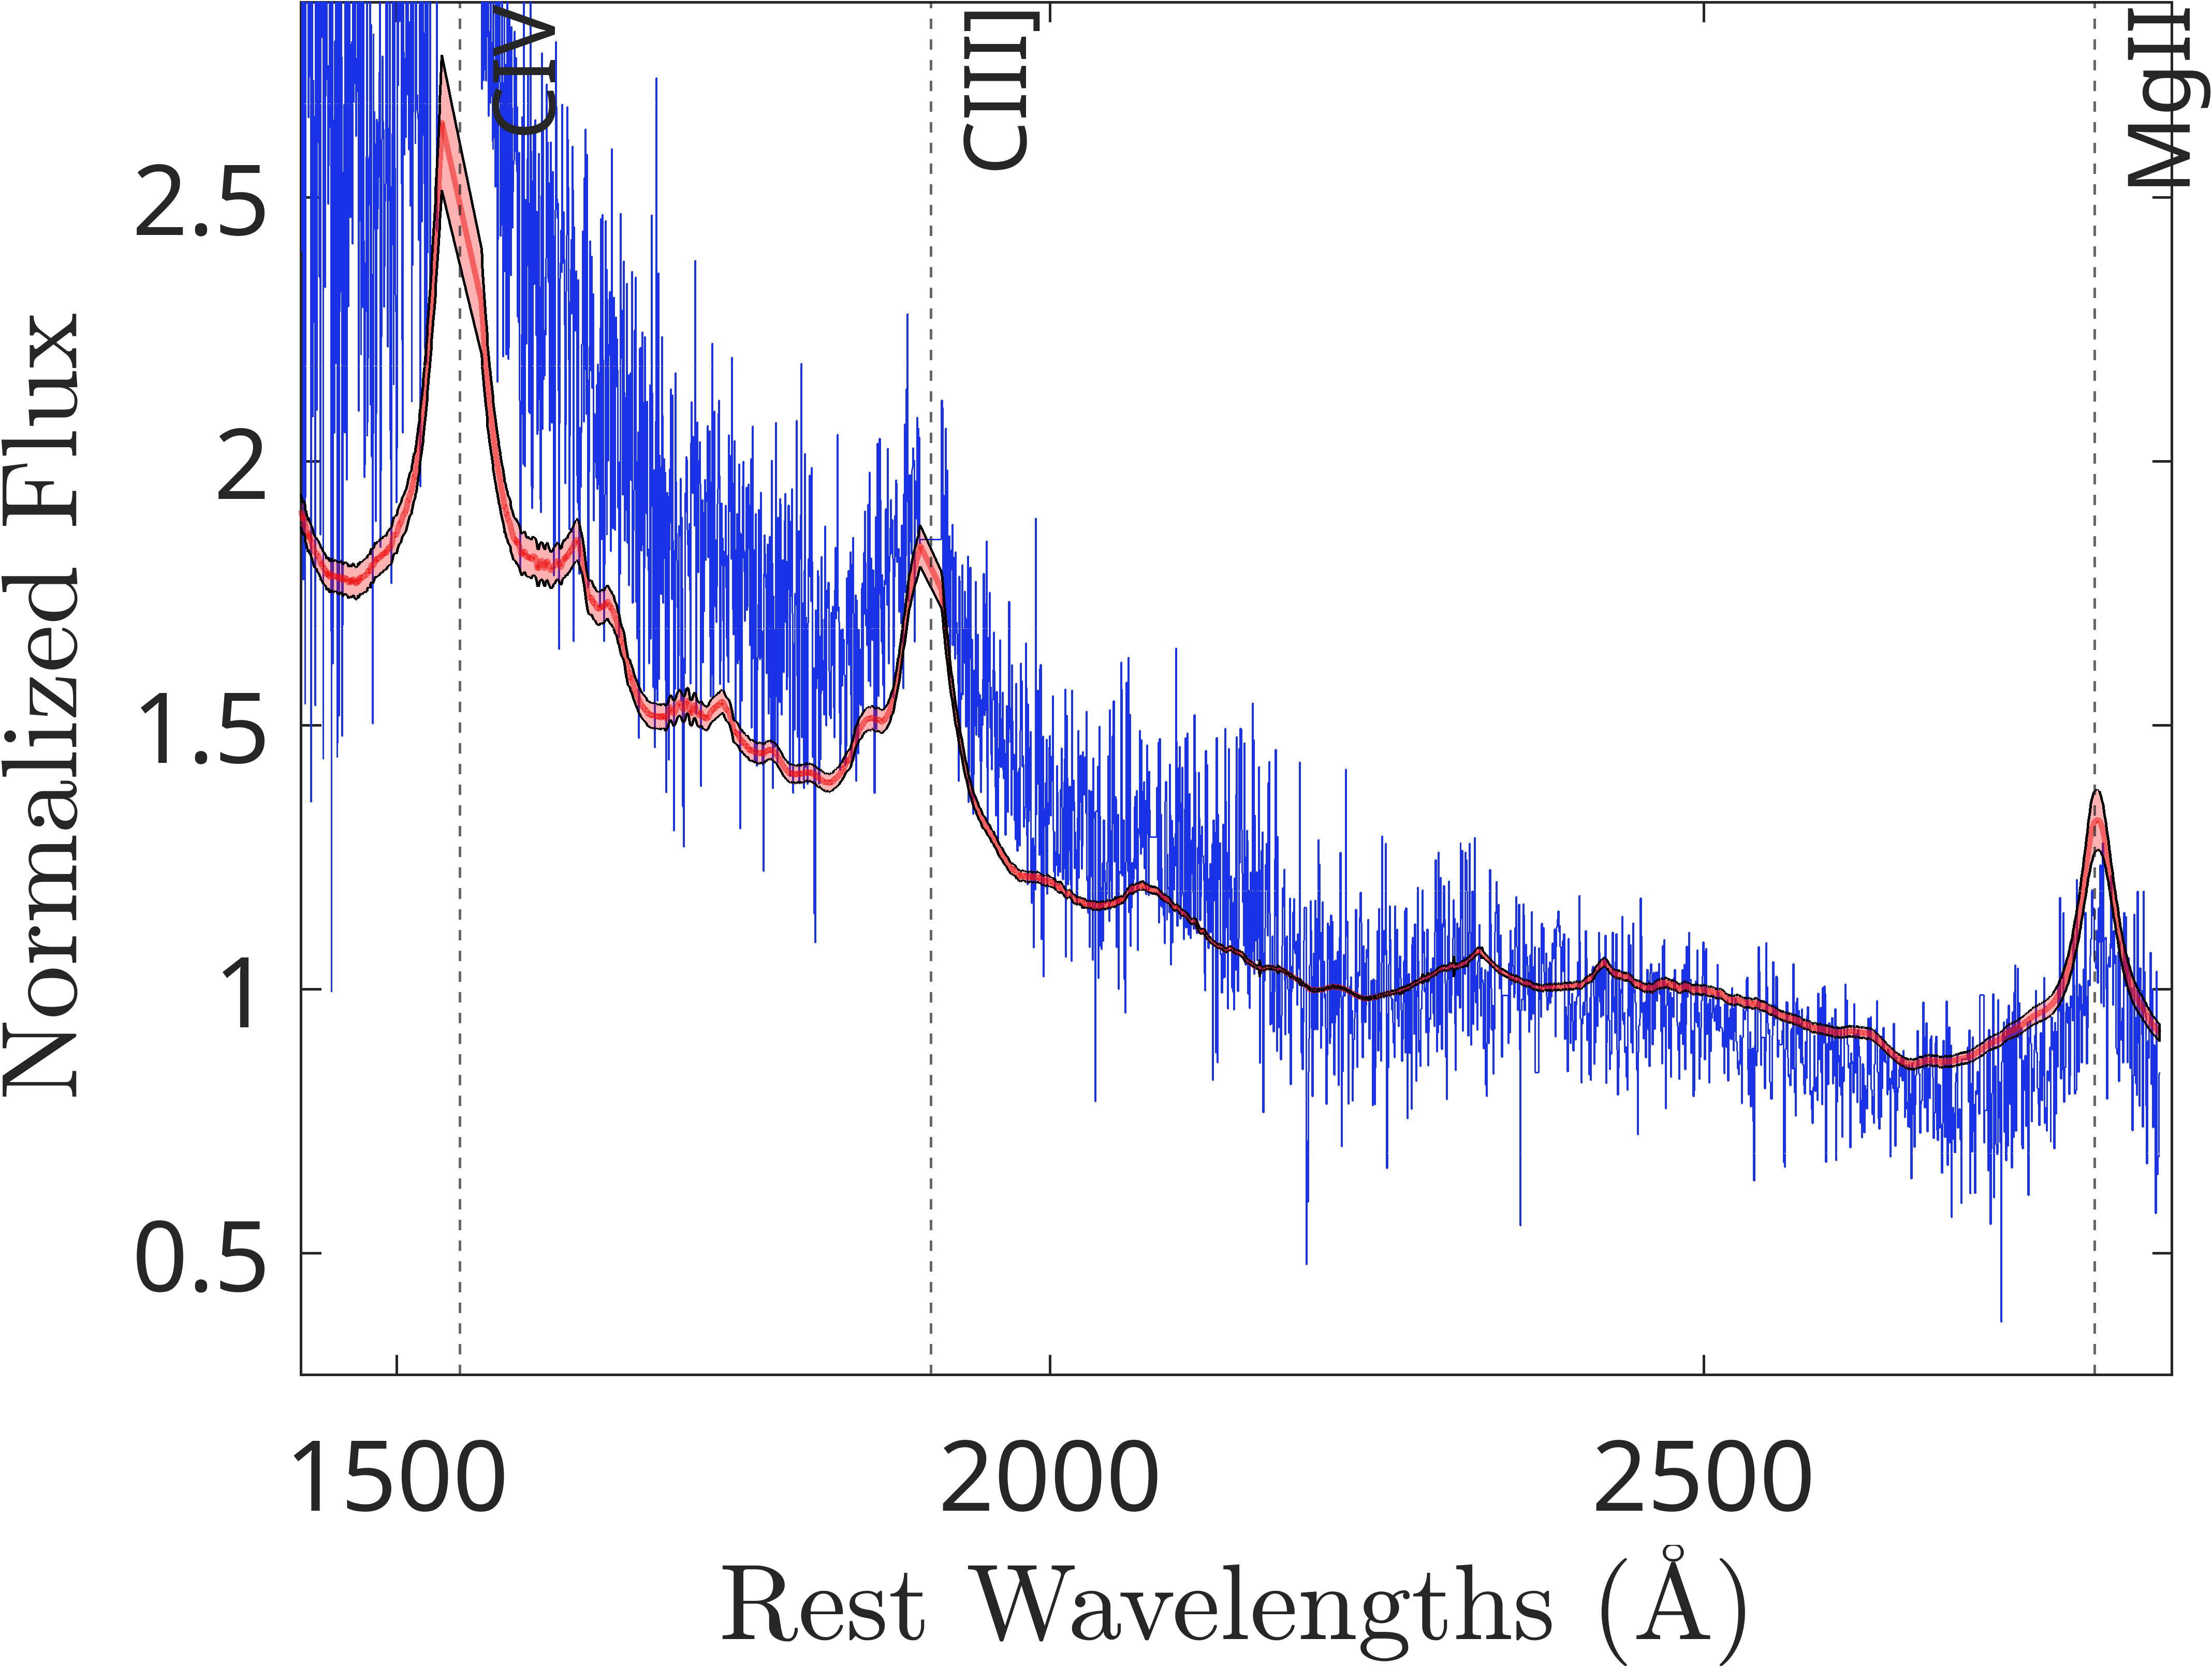 CIV
CIII]
MgII
2.5
2
1.5
1
0.5
Normalized Flux
1500
2000
2500
Rest Wavelengths (Å)